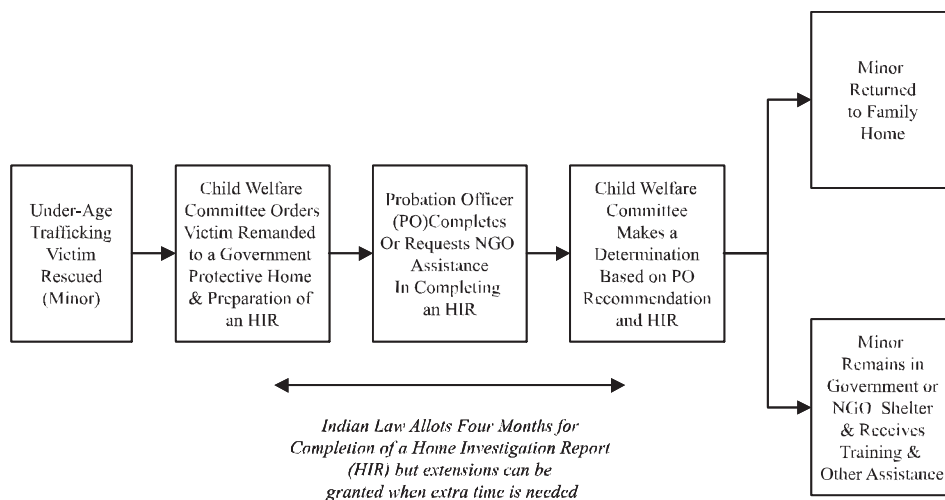 Under-Age
Trafficking
Victim
Rescued
(Minor)
Child Welfare
Committee Orders
Victim Remanded
to a Government
Protective Home
& Preparation of
an HIR
Probation Officer
(PO)Completes
Or Requests NGO
Assistance
In Completing
an HIR
Child Welfare
Committee
Makes a
Determination
Based on PO
Recommendation
and HIR
Minor
Returned
to Family
Home
Minor
Remains in
Government or
NGO Shelter
& Receives
Training &
Other Assistance
Indian Law Allots Four Months for
Completion of a Home Investigation Report
(HIR) but extensions can be
granted when extra time is needed